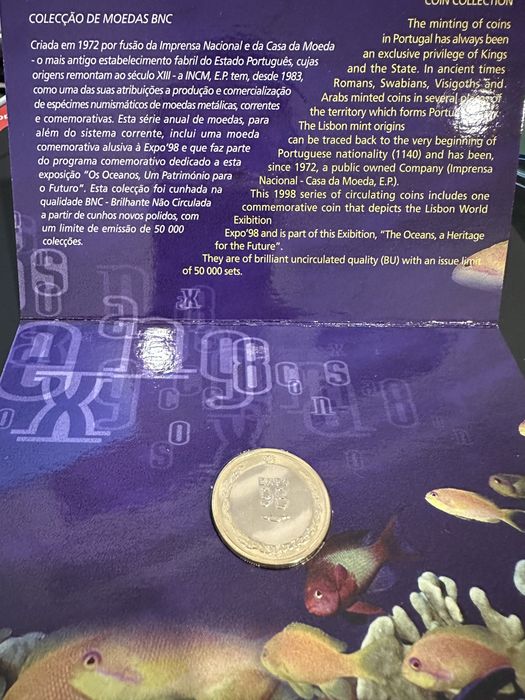 COLECÇÃO DE MOEDAS BNC
Criada em 1972 por fusão da Imprensa Nacional e da Casa da Moeda
- o mais antigo estabelecimento fabril do Estado Português, cujas
origens remontam ao século XIII - a INCM, E.P. tem, desde 1983,
como uma das suas atribuições a produção e comercialização
de espécimes numismáticos de moedas metálicas, correntes
e comemorativas. Esta série anual de moedas, para
além do sistema corrente, inclui uma moeda
comemorativa alusiva à Expo'98 e que faz parte
do programa comemorativo dedicado a esta
exposição "Os Oceanos, Um Património para
o Futuro". Esta colecção foi cunhada na
qualidade BNC - Brilhante Não Circulada
a partir de cunhos novos polidos, com
um limite de emissão de 50 000
colecções.
COIN COLLECTION
The minting of coins
in Portugal has always been
an exclusive privilege of Kings
and the State. In ancient times
Romans, Swabians, Visigoths and
Arabs minted coins in several of
the territory which forms
The Lisbon mint origins
can be traced back to the very beginning of
Portuguese nationality (1140) and has been,
since 1972, a public owned Company (Imprensa
Nacional - Casa da Moeda, E.P.).
This 1998 series of circulating coins includes one
commemorative coin that depicts the Lisbon World
Exibition
Expo'98 and is part of this Exibition, "The Oceans, a Heritage
for the Future".
They are of brilliant uncirculated quality (BU) with an issue limit
of 50 000 sets.
EXPO
98